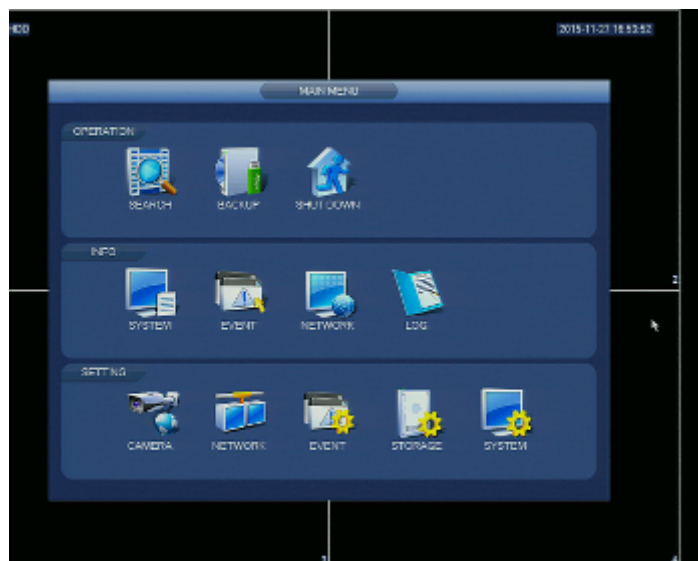 HDD
2015-11-27 16:53:52
MAIN MENU
OPERATION
SEARCH BACKUP SHUTDOWN
INFO
SYSTEM EVENT NETWORK LOG
2
SETTING
CAMERA NETWORK EVENT STORAGE SYSTEM
3
4